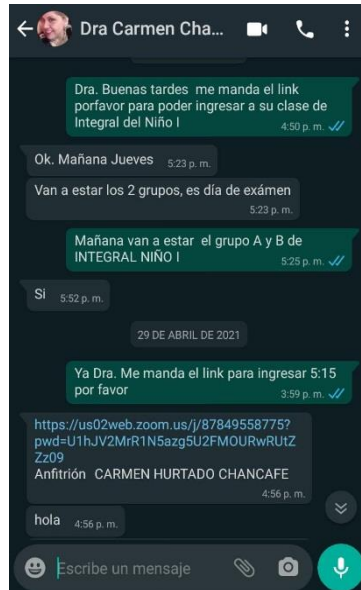 Dra Carmen Cha...
Dra. Buenas tardes me manda el link
porfavor para poder ingresar a su clase de
Integral del Niño I
4:50 p. m.
Ok. Mañana Jueves 5:23 p. m.
Van a estar los 2 grupos, es día de exámen
5:23 p. m.
Mañana van a estar el grupo A y B de
INTEGRAL NIÑO I
5:25 p. m.
Si 5:52 p. m.
29 DE ABRIL DE 2021
Ya Dra. Me manda el link para ingresar 5:15
por favor
3:59 p. m.
https://us02web.zoom.us/j/87849558775?
pwd=U1hJV2MrR1N5azg5U2FMOURwRUtZ
Zz09
Anfitrión CARMEN HURTADO CHANCAFE
4:56 p. m.
hola 4:56 p. m.
Escribe un mensaje